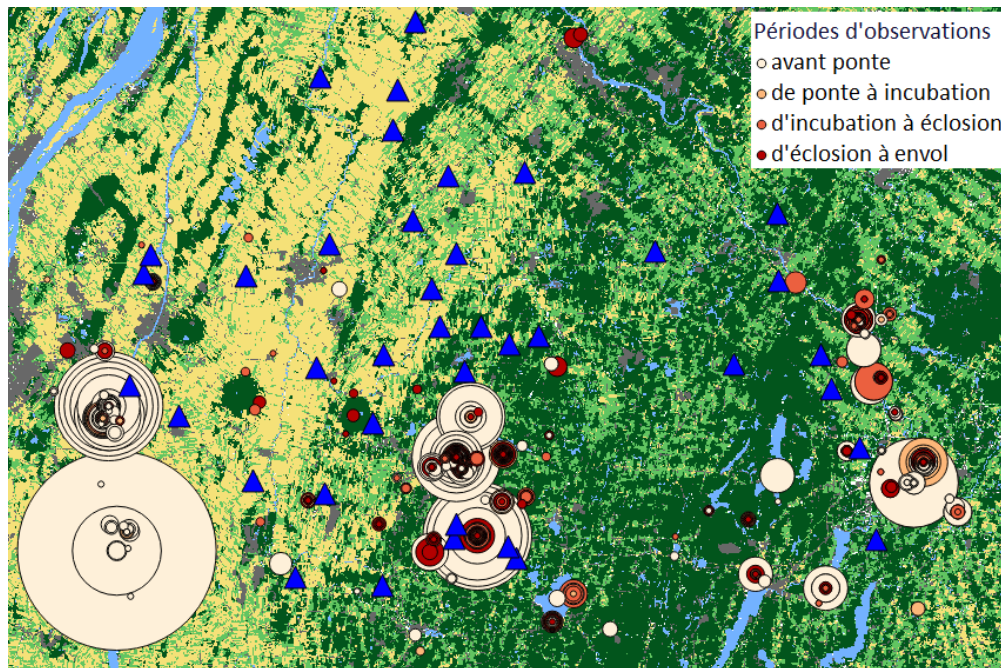 Périodes d'observations
avant ponte
de ponte à incubation
d'incubation à éclosion
d'éclosion à envol